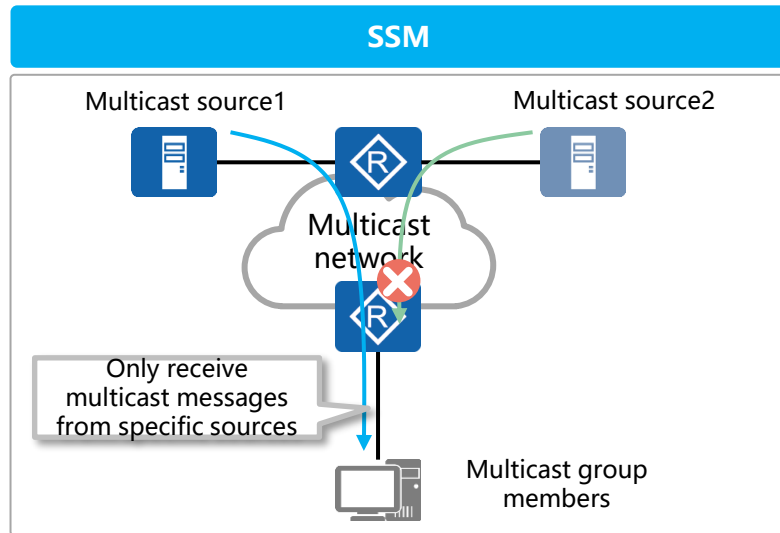 SSM
Multicast source1
Multicast source2
R
Multicast
network
R
Only receive
multicast messages
from specific sources
Multicast group
members